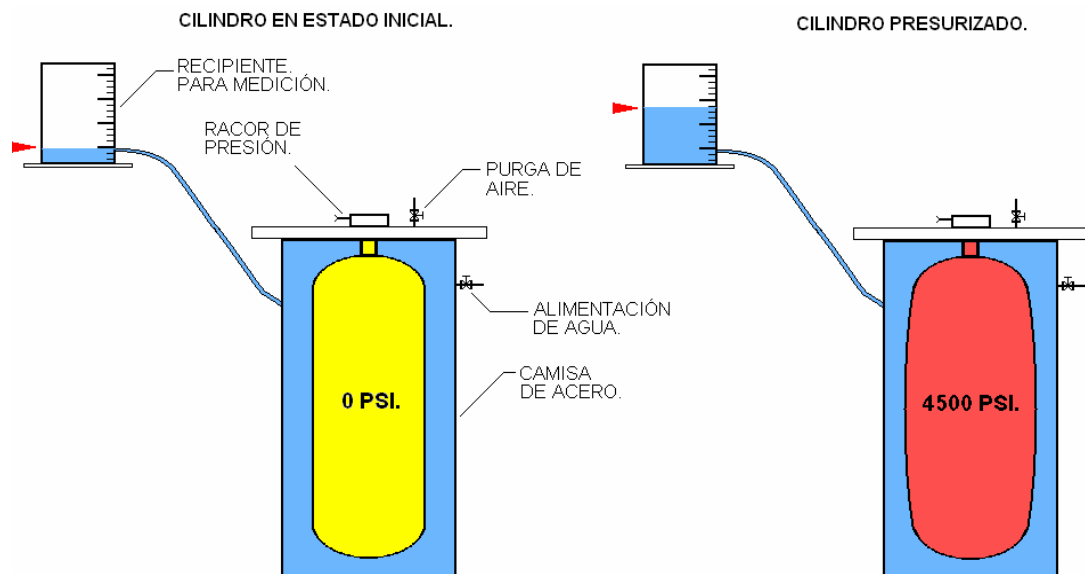 CILINDRO EN ESTADO INICIAL.
CILINDRO PRESURIZADO.
RECIPIENTE.
PARA MEDICIÓN.
RACOR DE
PRESIÓN.
PURGA DE
AIRE.
ALIMENTACIÓN
DE AGUA.
CAMISA
DE ACERO.
0 PSI.
4500 PSI.